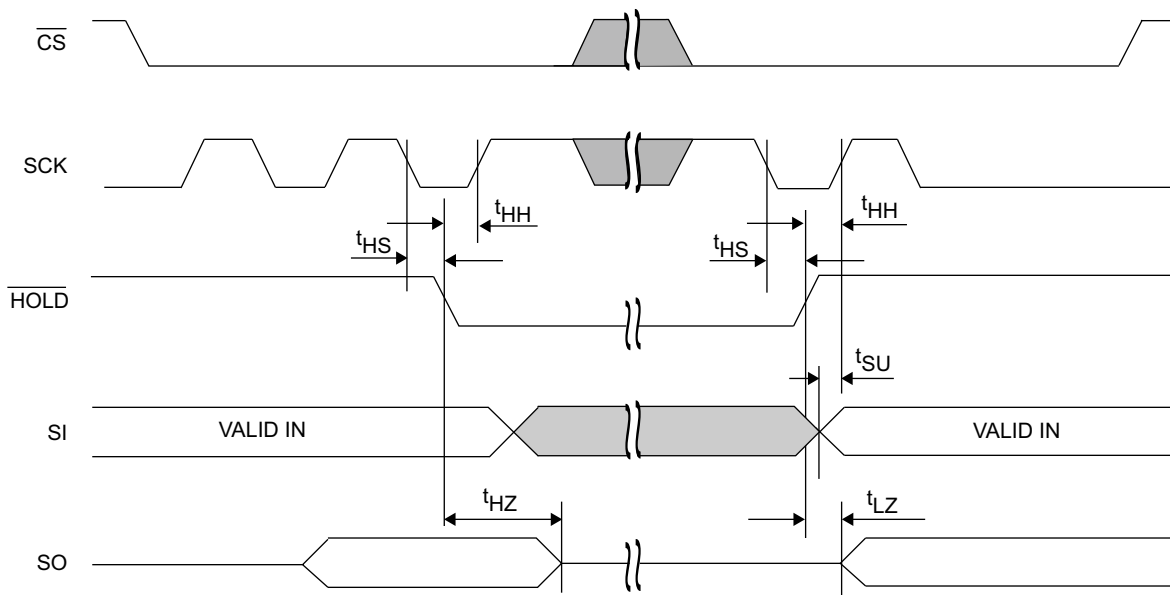 CS
SCK
tHH
tHH
tHS
tHS
HOLD
tSU
SI
VALID IN
VALID IN
tHZ
tLZ
SO